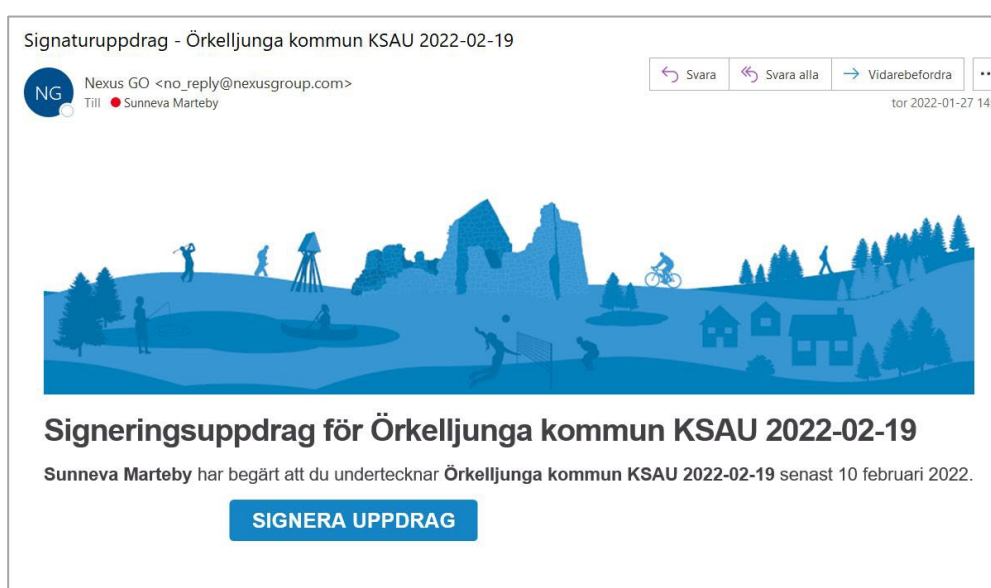 Signaturuppdrag - Örkelljunga kommun KSAU 2022-02-19
NG
Nexus GO <no_reply@nexusgroup.com>
Till Sunneva Marteby
Svara
Svara alla
Vidarebefordra
tor 2022-01-27 14
Signeringsuppdrag för Örkelljunga kommun KSAU 2022-02-19
Sunneva Marteby har begärt att du undertecknar Örkelljunga kommun KSAU 2022-02-19 senast 10 februari 2022.
SIGNERA UPPDRAG